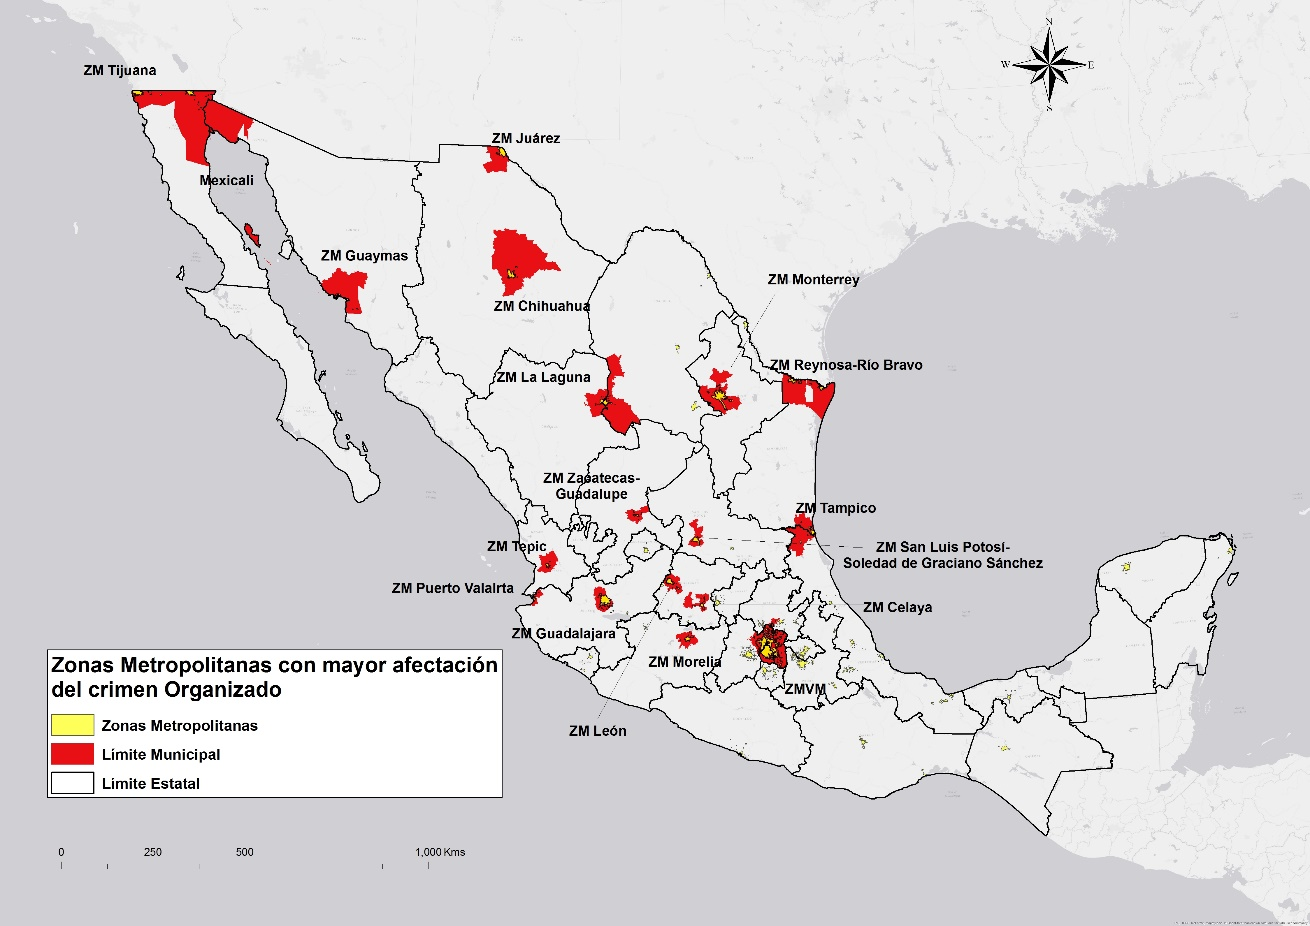 N
W
E
S
ZM Tijuana
ZM Juárez
Mexicali
ZM Guaymas
ZM Monterrey
ZM Chihuahua
ZM Reynosa-Río Bravo
ZM La Laguna
ZM Zacatecas-
Guadalupe
ZM Tampico
ZM Tepic
ZM San Luis Potosí-
Soledad de Graciano Sánchez
ZM Puerto Valalrta
ZM Celaya
ZM Guadalajara
ZM Morelia
ZMVM
ZM León
Zonas Metropolitanas con mayor afectación
del crimen Organizado
Zonas Metropolitanas
Límite Municipal
Límite Estatal
0 250 500 1,000 Kms